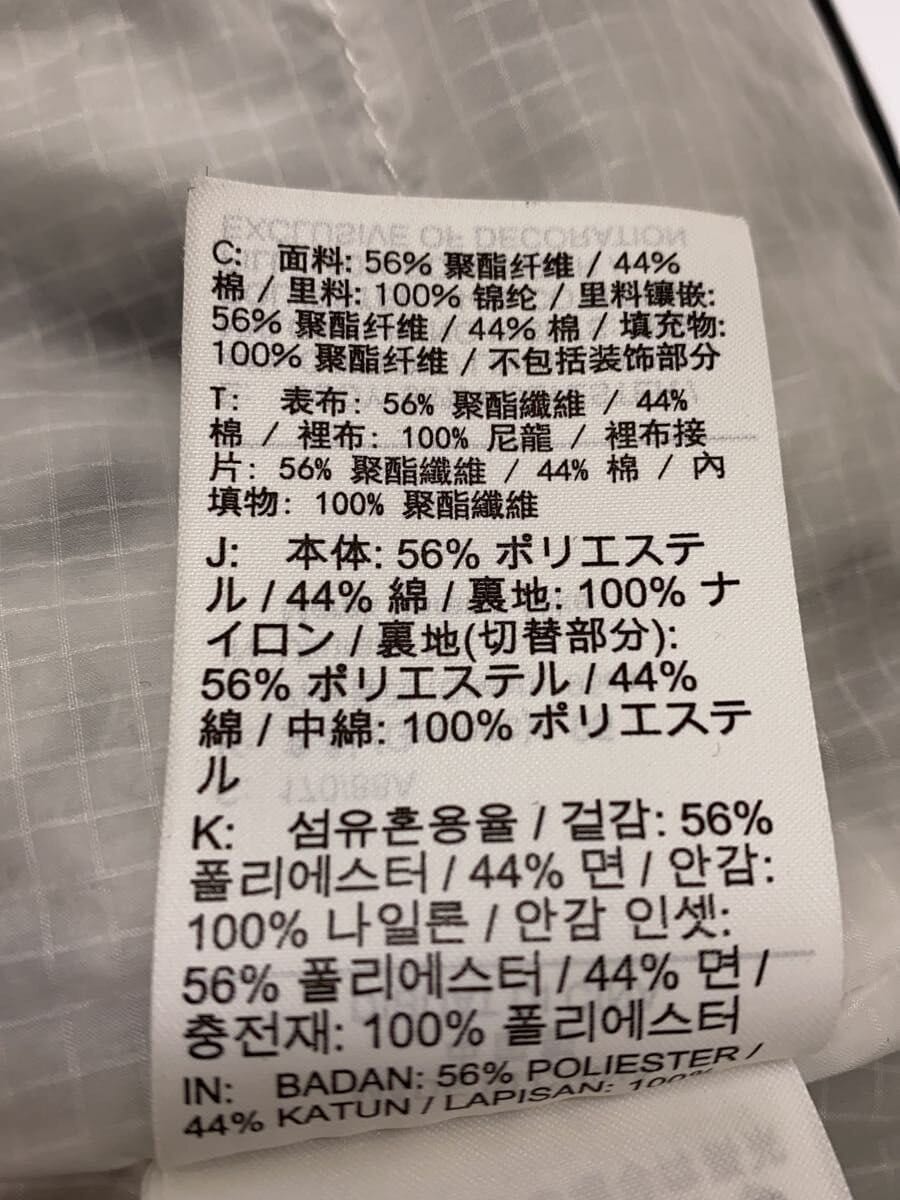 C: 面料: 56% 聚酯纤维 / 44%
棉 / 里料: 100% 锦纶 / 里料镶嵌:
56% 聚酯纤维 / 44% 棉 / 填充物:
100% 聚酯纤维 / 不包括装饰部分
T: 表布: 56% 聚酯纖維 / 44%
棉 / 裡布: 100% 尼龍 / 裡布接
片: 56% 聚酯纖維 / 44% 棉 / 內
填物: 100% 聚酯纖維
J: 本体: 56% ポリエステ
ル / 44% 綿 / 裏地: 100% ナ
イロン / 裏地(切替部分):
56% ポリエステル / 44%
綿 / 中綿: 100% ポリエステ
ル
K: 섬유혼용율 / 겉감: 56%
폴리에스터 / 44% 면 / 안감:
100% 나일론 / 안감 인셋:
56% 폴리에스터 / 44% 면 /
충전재: 100% 폴리에스터
IN: BADAN: 56% POLIESTER /
44% KATUN / LAPISAN: 100%
EXCLUSIVE OF DECORATION
170/88A